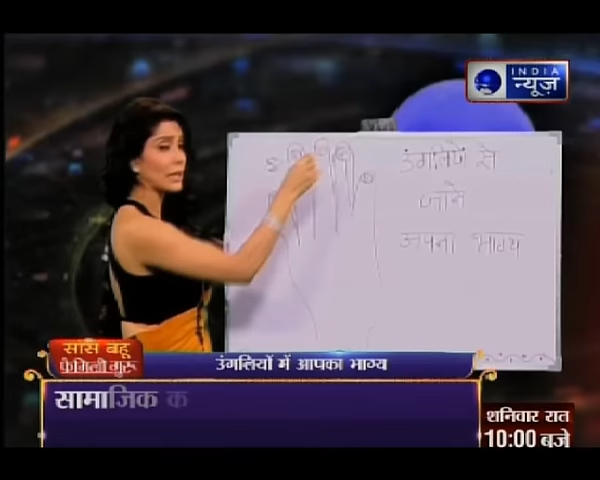 INDIA
न्यूज़
उंगलियों से
जाने
अपना भाग्य
सास बहू
फैमिली गुरु
उंगलियों में आपका भाग्य
सामाजिक क
शनिवार रात
10:00 बजे